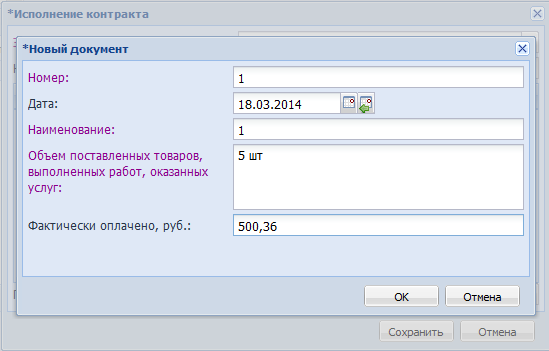 *Исполнение контракта
*Новый документ
Номер: 1
Дата: 18.03.2014
Наименование: 1
Объем поставленных товаров, 5 шт
выполненных работ, оказанных
услуг:
Фактически оплачено, руб.: 500,36
OK Отмена
Сохранить Отмена